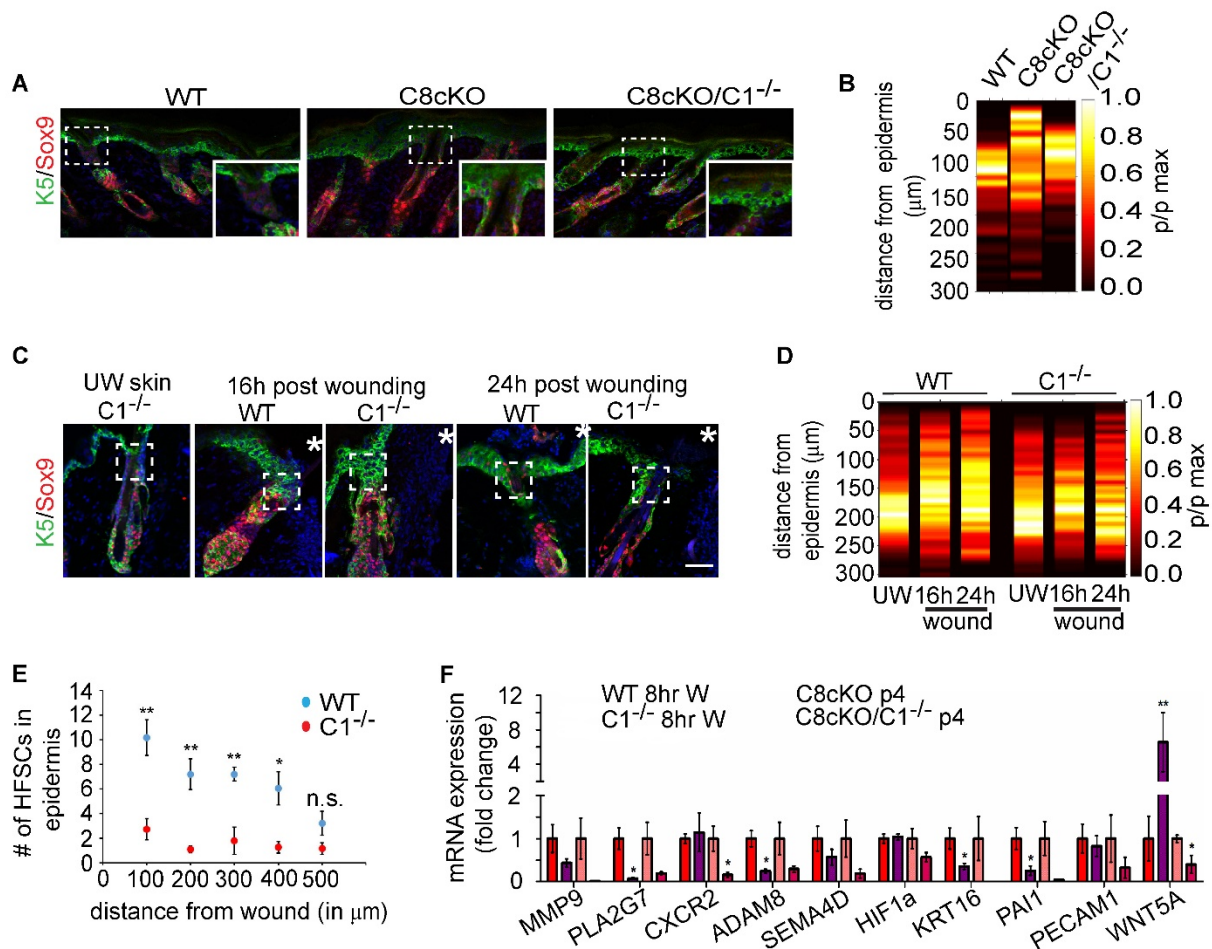 A
WT
C8cKO
C8cKO/C1-/-
K5/Sox9
B
WT
C8cKO
C8cKO
/C1-/-
distance from epidermis
(μm)
0
50
100
150
200
250
300
1.0
0.8
0.6
0.4
0.2
0.0
p/p max
C
UW skin
16h post wounding
24h post wounding
C1-/-
WT
C1-/-
WT
C1-/-
K5/Sox9
*
*
*
*
D
WT
C1-/-
distance from
epidermis (μm)
0
50
100
150
200
250
300
1.0
0.8
0.6
0.4
0.2
0.0
p/p max
UW 16h 24h
UW 16h 24h
wound
wound
E
# of HFSCs in
epidermis
14
12
10
8
6
4
2
0
WT
C1-/-
**
**
**
*
n.s.
0 100 200 300 400 500
distance from wound (in μm)
F
mRNA expression
(fold change)
12
8
4
2
1
0
WT 8hr W
C8cKO p4
C1-/- 8hr W
C8cKO/C1-/- p4
*
*
*
*
*
**
*
MMP9
PLA2G7
CXCR2
ADAM8
SEMA4D
HIF1a
KRT16
PAI1
PECAM1
WNT5A